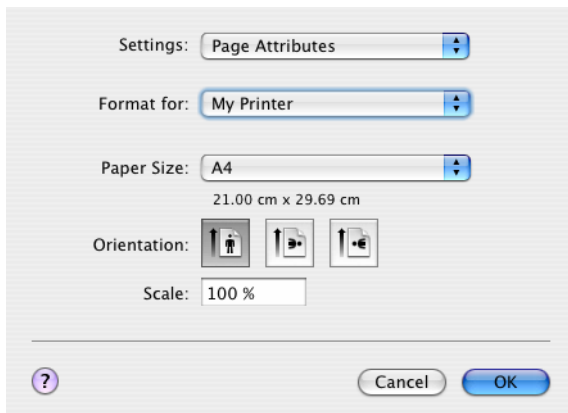 Settings: Page Attributes
Format for: My Printer
Paper Size: A4
21.00 cm x 29.69 cm
Orientation:
Scale: 100 %
? Cancel OK